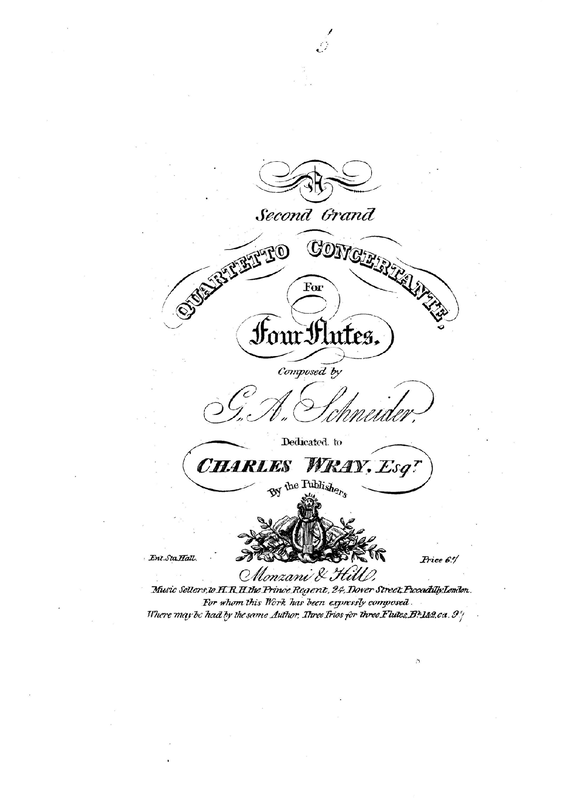 A
Second Grand
QUARTETTO CONCERTANTE,
For
Four Flutes,
Composed by
G. A. Schneider.
Dedicated to
CHARLES WRAY, Esqr
By the Publishers
Ent. Sta. Hall.
Price 6s/
Monzani & Hill.
Music Sellers, to H.R.H. the Prince Regent, 24, Dover Street, Piccadilly, London.
For whom this Work has been expressly composed.
Where may be had by the same Author, Three Trios for three Flutes, Bk 1&2, ea. 9s/